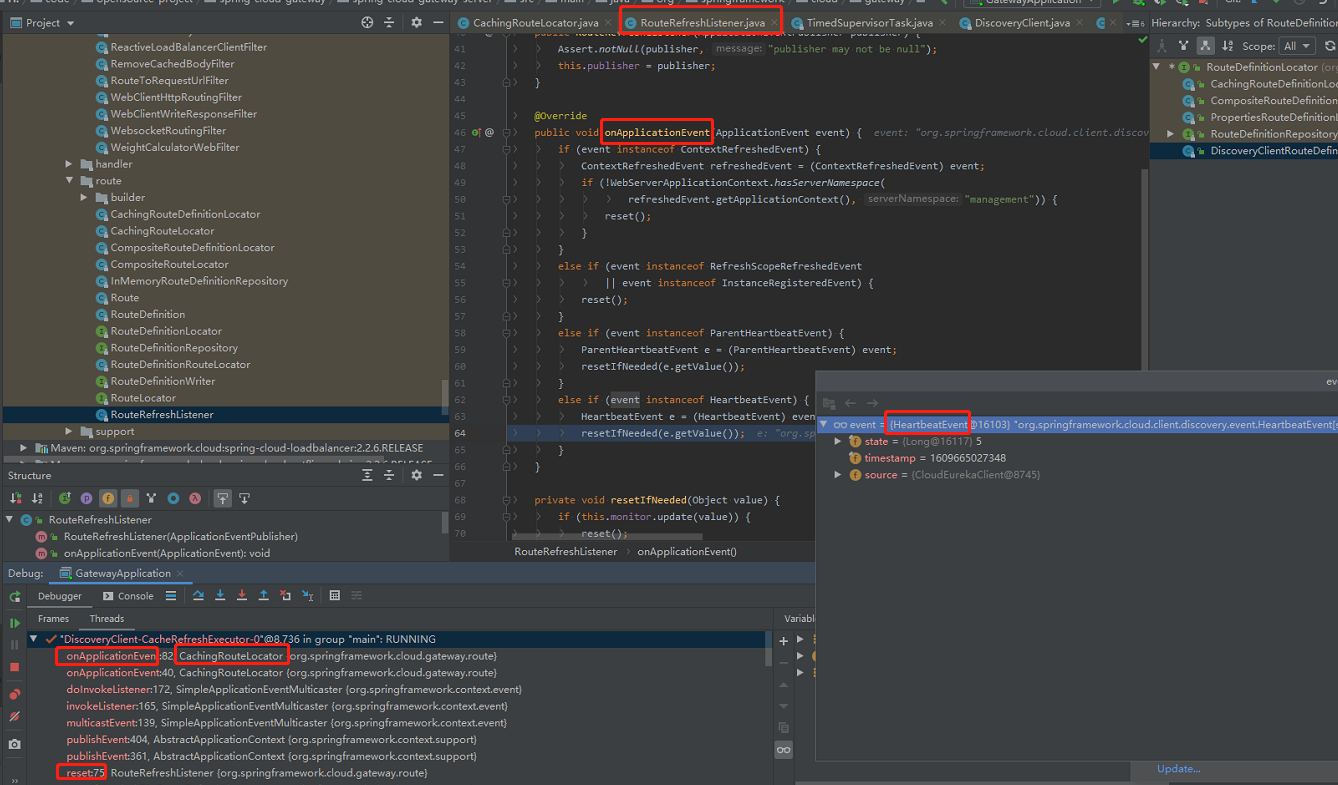 Project
CachingRouteLocator.java
RouteRefreshListener.java
TimedSupervisorTask.java
DiscoveryClient.java
Hierarchy: Subtypes of RouteDefinitionLocator
Scope: All
ReactiveLoadBalancerClientFilter
RemoveCachedBodyFilter
RouteToRequestUrlFilter
WebClientHttpRoutingFilter
WebClientWriteResponseFilter
WebsocketRoutingFilter
WeightCalculatorWebFilter
handler
route
builder
CachingRouteDefinitionLocator
CachingRouteLocator
CompositeRouteDefinitionLocator
CompositeRouteLocator
InMemoryRouteDefinitionRepository
Route
RouteDefinition
RouteDefinitionLocator
RouteDefinitionRepository
RouteDefinitionRouteLocator
RouteDefinitionWriter
RouteLocator
RouteRefreshListener
support
Maven: org.springframework.cloud:spring-cloud-loadbalancer:2.2.6.RELEASE
41 Assert.notNull(publisher, message: "publisher may not be null");
42 this.publisher = publisher;
43 }
44
45 @Override
46 public void onApplicationEvent(ApplicationEvent event) { event: "org.springframework.cloud.client.discov
47 if (event instanceof ContextRefreshedEvent) {
48 ContextRefreshedEvent refreshedEvent = (ContextRefreshedEvent) event;
49 if (!WebServerApplicationContext.hasServerNamespace(
50 refreshedEvent.getApplicationContext(), serverNamespace: "management")) {
51 reset();
52 }
53 }
54 else if (event instanceof RefreshScopeRefreshedEvent
55 || event instanceof InstanceRegisteredEvent) {
56 reset();
57 }
58 else if (event instanceof ParentHeartbeatEvent) {
59 ParentHeartbeatEvent e = (ParentHeartbeatEvent) event;
60 resetIfNeeded(e.getValue());
61 }
62 else if (event instanceof HeartbeatEvent) {
63 HeartbeatEvent e = (HeartbeatEvent) even
64 resetIfNeeded(e.getValue()); e: "org.sp
65 }
66 }
67
68 private void resetIfNeeded(Object value) {
69 if (this.monitor.update(value)) {
70 reset();
RouteRefreshListener › onApplicationEvent()
RouteDefinitionLocator (org
CachingRouteDefinitionLoc
CompositeRouteDefinitionL
PropertiesRouteDefinitionL
RouteDefinitionRepository
DiscoveryClientRouteDefin
ev
event = {HeartbeatEvent@16103} "org.springframework.cloud.client.discovery.event.HeartbeatEvent[s
state = {Long@16117} 5
timestamp = 1609665027348
source = {CloudEurekaClient@8745}
Update...
Structure
RouteRefreshListener
RouteRefreshListener(ApplicationEventPublisher)
onApplicationEvent(ApplicationEvent): void
Debug: GatewayApplication
Debugger Console
Frames Threads
Variabl
"DiscoveryClient-CacheRefreshExecutor-0"@8,736 in group "main": RUNNING
onApplicationEvent:82, CachingRouteLocator {org.springframework.cloud.gateway.route}
onApplicationEvent:40, CachingRouteLocator {org.springframework.cloud.gateway.route}
doInvokeListener:172, SimpleApplicationEventMulticaster {org.springframework.context.event}
invokeListener:165, SimpleApplicationEventMulticaster {org.springframework.context.event}
multicastEvent:139, SimpleApplicationEventMulticaster {org.springframework.context.event}
publishEvent:404, AbstractApplicationContext {org.springframework.context.support}
publishEvent:361, AbstractApplicationContext {org.springframework.context.support}
reset:75, RouteRefreshListener {org.springframework.cloud.gateway.route}